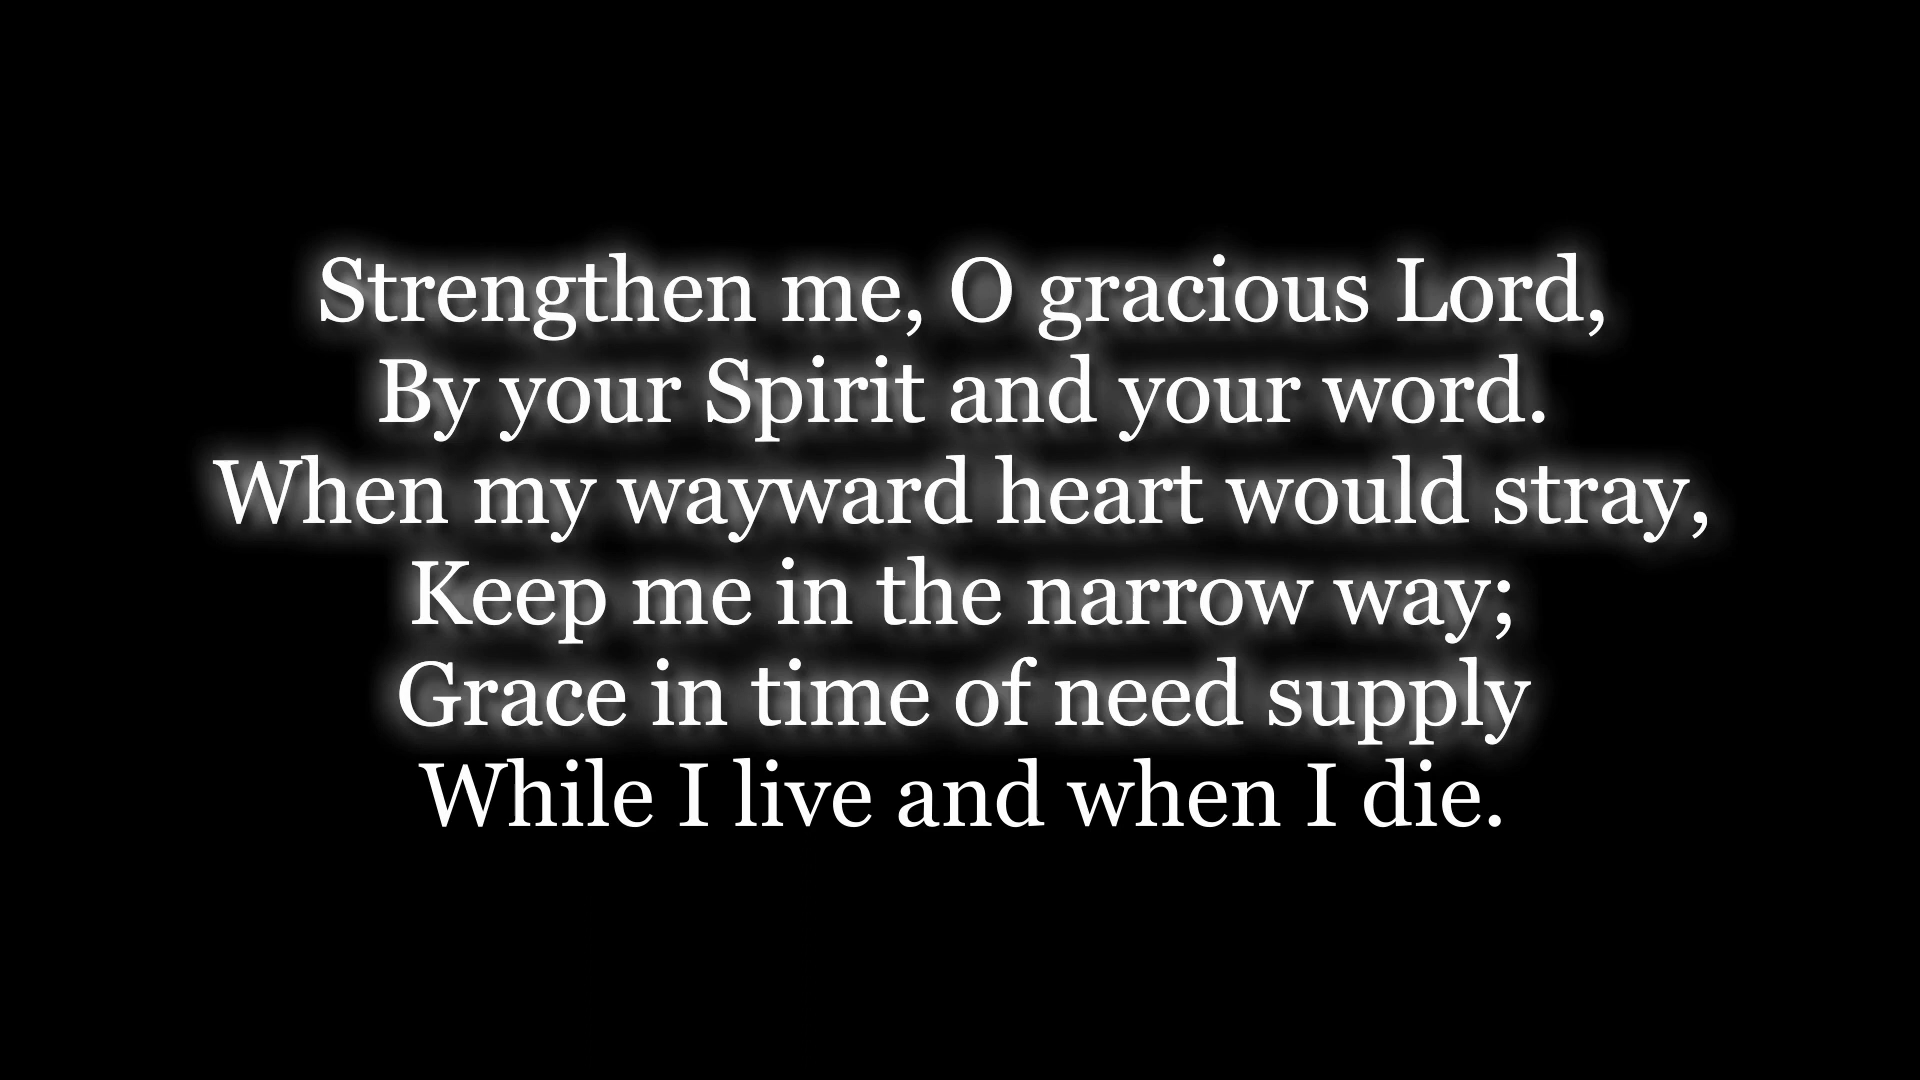 Strengthen me, O gracious Lord,
By your Spirit and your word.
When my wayward heart would stray,
Keep me in the narrow way;
Grace in time of need supply
While I live and when I die.